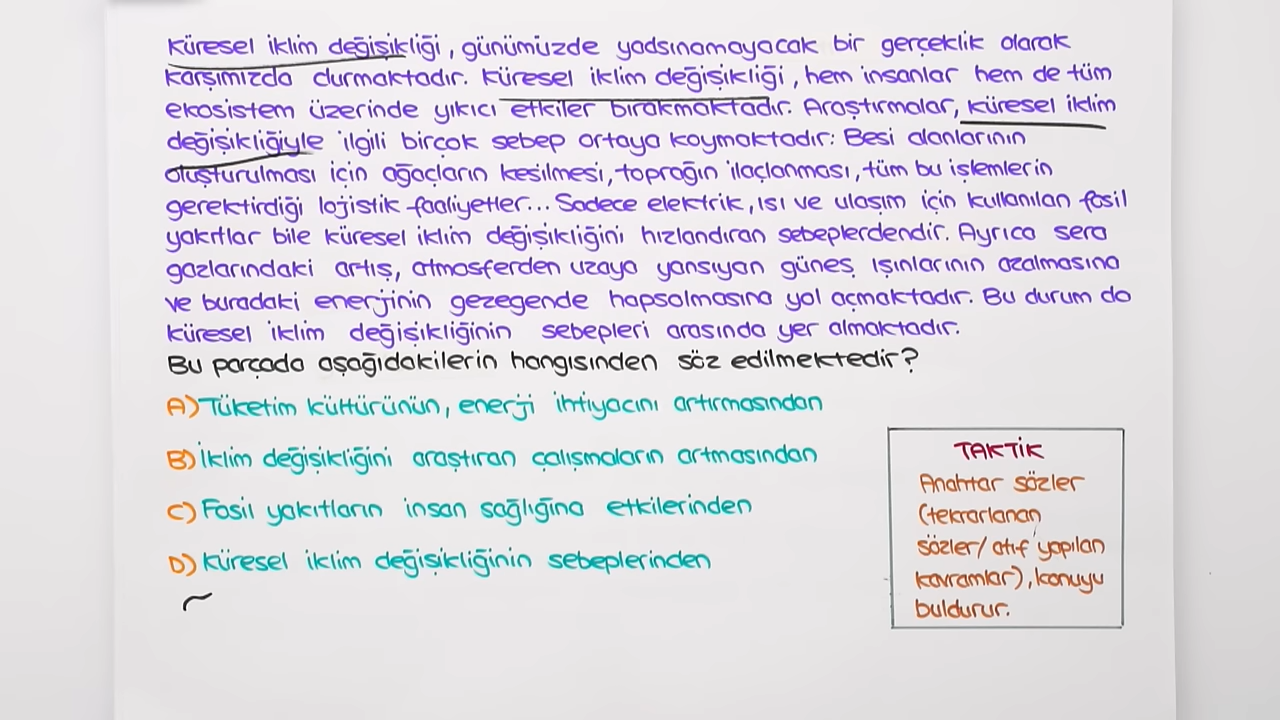 Küresel iklim değişikliği, günümüzde yadsınamayacak bir gerçeklik olarak
karşımızda durmaktadır. Küresel iklim değişikliği, hem insanlar hem de tüm
ekosistem üzerinde yıkıcı etkiler bırakmaktadır. Araştırmalar, küresel iklim
değişikliğiyle ilgili birçok sebep ortaya koymaktadır: Besi alanlarının
oluşturulması için ağaçların kesilmesi, toprağın ilaçlanması, tüm bu işlemlerin
gerektirdiği lojistik faaliyetler... Sadece elektrik, ısı ve ulaşım için kullanılan fosil
yakıtlar bile küresel iklim değişikliğini hızlandıran sebeplerdendir. Ayrıca sera
gazlarındaki artış, atmosferden uzaya yansıyan güneş ışınlarının azalmasına
ve buradaki enerjinin gezegende hapsolmasına yol açmaktadır. Bu durum da
küresel iklim değişikliğinin sebepleri arasında yer almaktadır.
Bu parçada aşağıdakilerin hangisinden söz edilmektedir?
A) Tüketim kültürünün, enerji ihtiyacını artırmasından
B) İklim değişikliğini araştıran çalışmaların artmasından
C) Fosil yakıtların insan sağlığına etkilerinden
D) Küresel iklim değişikliğinin sebeplerinden
TAKTİK
Anahtar sözler
(tekrarlanan
sözler/atıf yapılan
kavramlar), konuyu
buldurur.